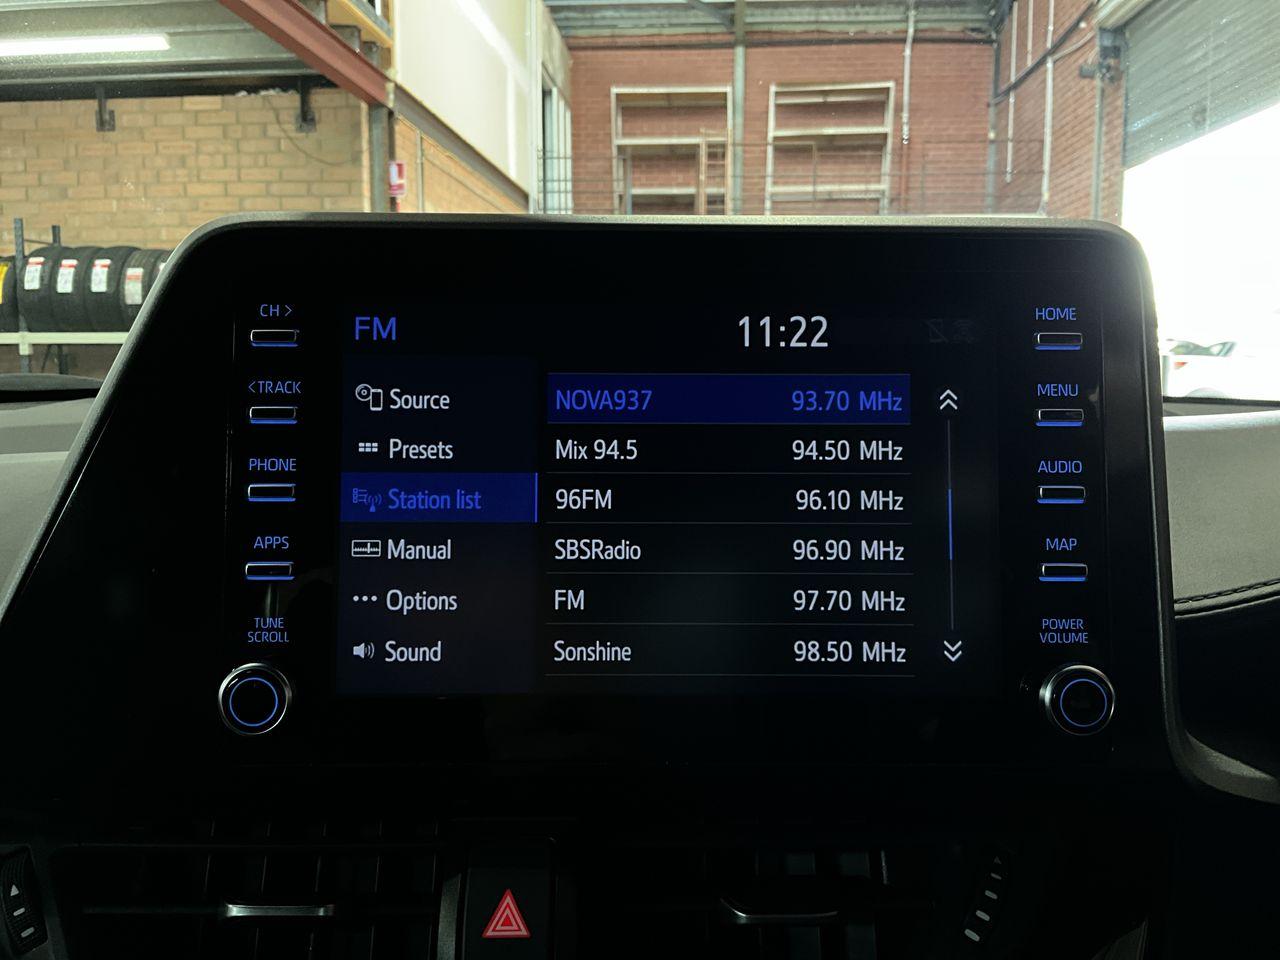 CH >
FM
11:22
HOME
<TRACK
Source
NOVA937 93.70 MHz
MENU
Presets
Mix 94.5 94.50 MHz
PHONE
Station list
96FM 96.10 MHz
AUDIO
APPS
Manual
SBSRadio 96.90 MHz
MAP
Options
FM 97.70 MHz
TUNE
SCROLL
Sound
Sonshine 98.50 MHz
POWER
VOLUME